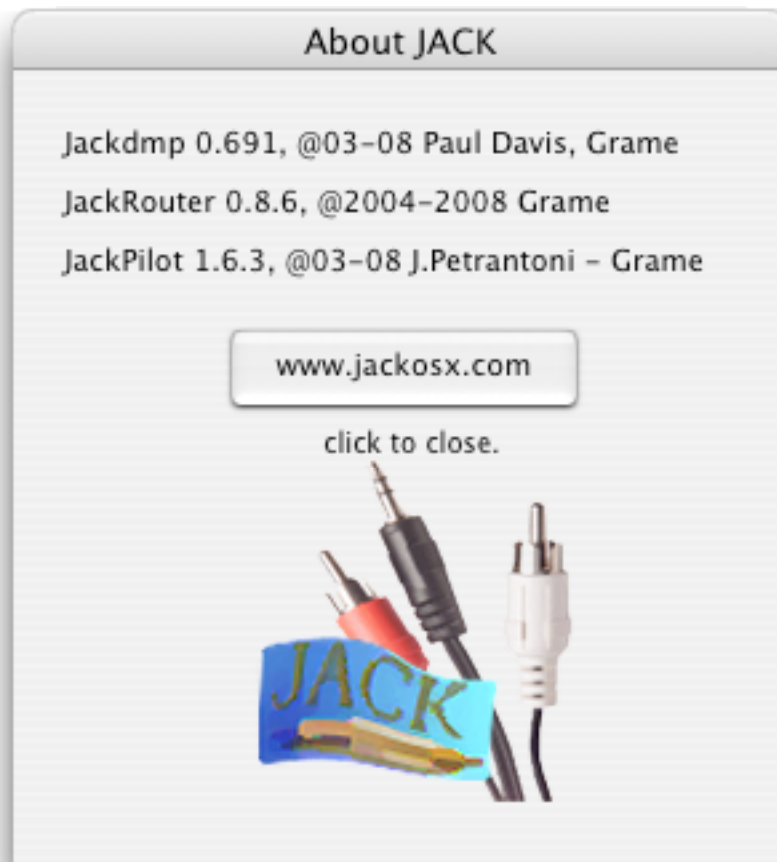 About JACK
Jackdmp 0.691, @03-08 Paul Davis, Grame
JackRouter 0.8.6, @2004-2008 Grame
JackPilot 1.6.3, @03-08 J.Petrantoni - Grame
www.jackosx.com
click to close.
JACK